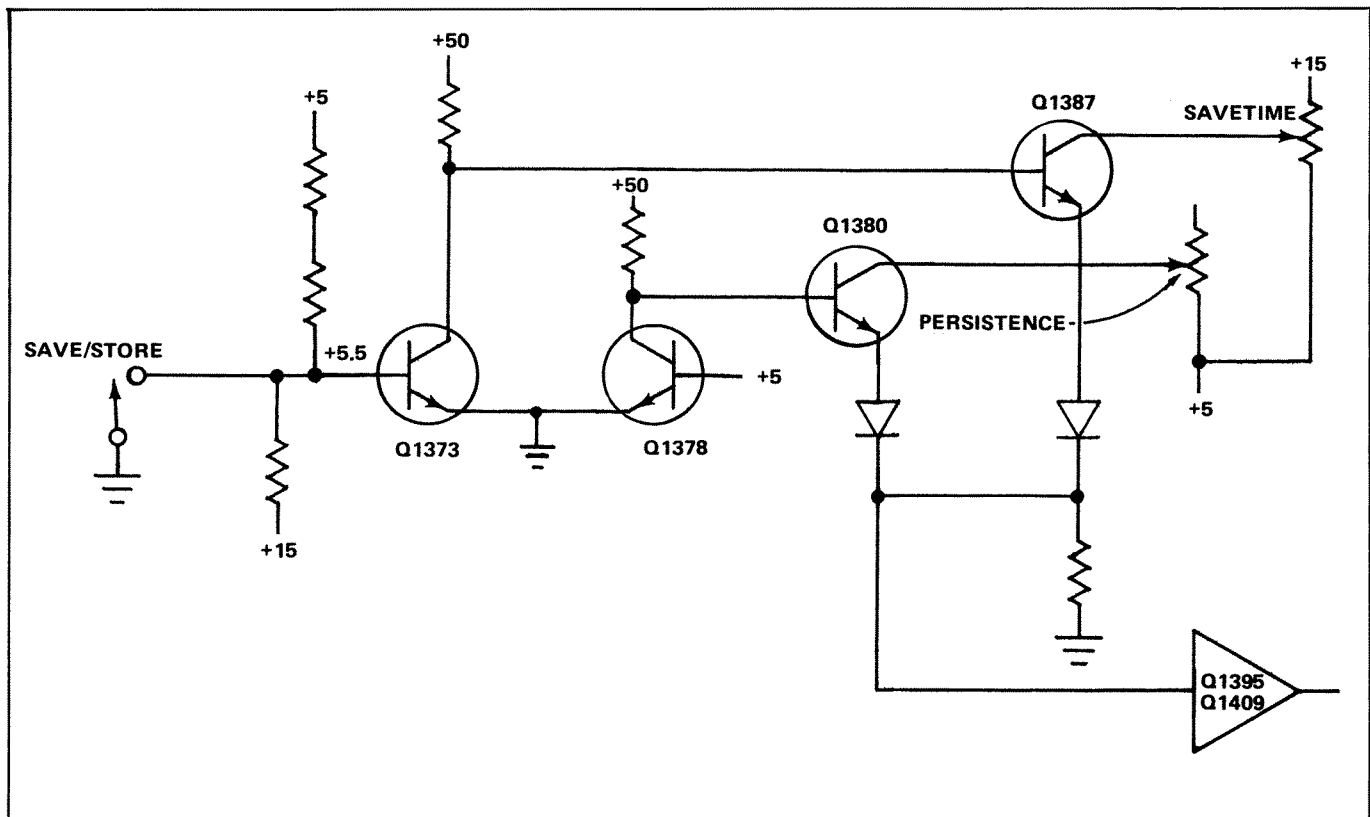 +50
+5
+15
Q1387
SAVETIME
+50
Q1380
PERSISTENCE
SAVE/STORE
+5.5
+5
+5
Q1373
Q1378
+15
Q1395
Q1409